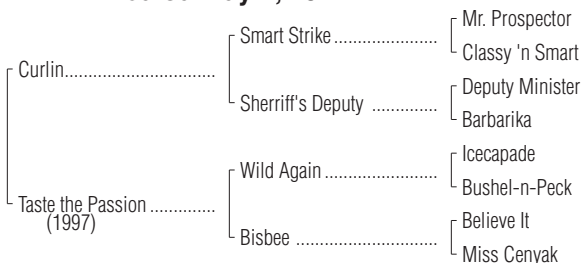 Mr. Prospector
Smart Strike ....................
Classy 'n Smart
Curlin.............................
Deputy Minister
Sherriff's Deputy .............
Barbarika
Icecapade
Wild Again ......................
Bushel-n-Peck
Taste the Passion .............
(1997)
Believe It
Bisbee ...........................
Miss Cenyak